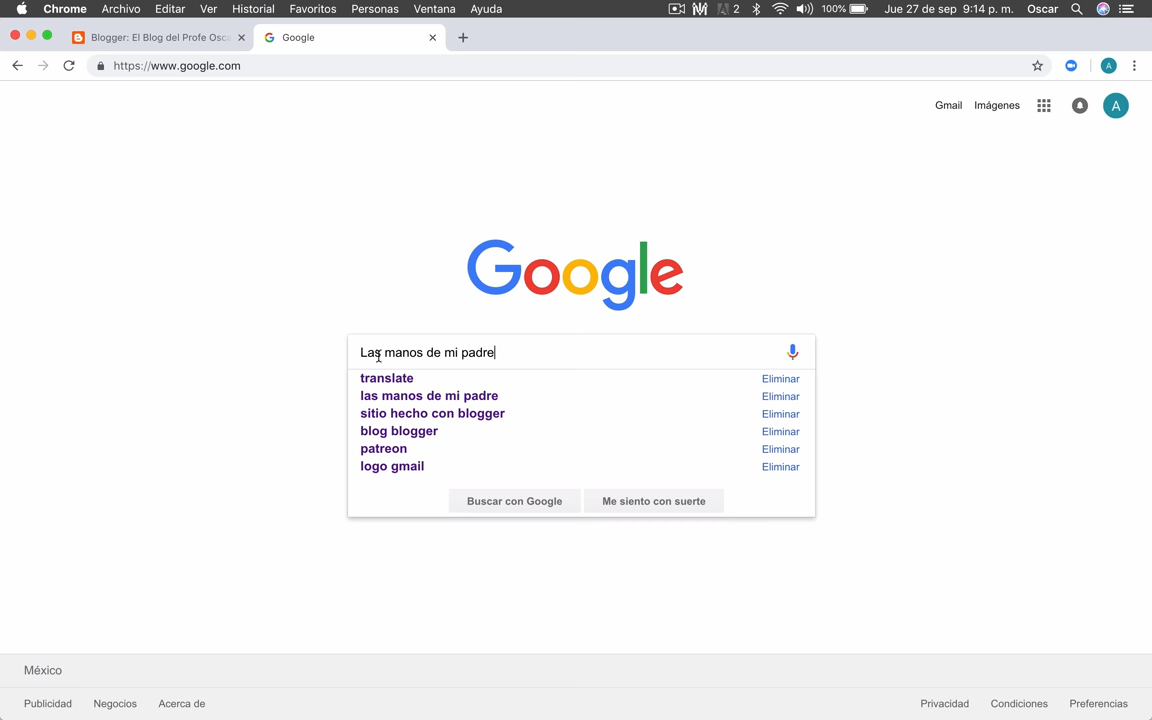 Chrome Archivo Editar Ver Historial Favoritos Personas Ventana Ayuda 2 100% Jue 27 de sep 9:14 p. m. Oscar
Blogger: El Blog del Profe Osc Google
https://www.google.com A
Gmail Imágenes A
Google
Las manos de mi padre
translate Eliminar
las manos de mi padre Eliminar
sitio hecho con blogger Eliminar
blog blogger Eliminar
patreon Eliminar
logo gmail Eliminar
Buscar con Google Me siento con suerte
México
Publicidad Negocios Acerca de Privacidad Condiciones Preferencias